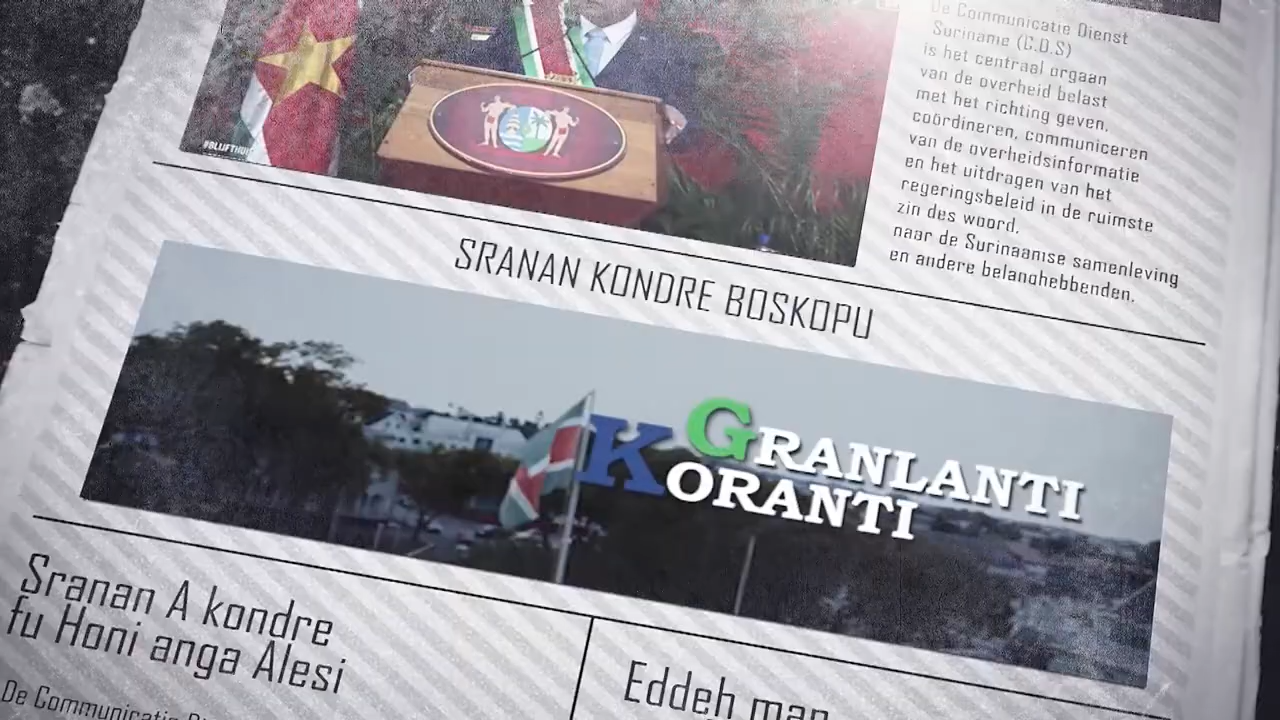 De Communicatie Dienst
Suriname (C.D.S)
is het centraal orgaan
van de overheid belast
met het richting geven,
coördineren, communiceren
van de overheidsinformatie
en het uitdragen van het
regeringsbeleid in de ruimste
zin des woord.
naar de Surinaamse samenleving
en andere belanghebbenden.
SRANAN KONDRE BOSKOPU
GRANLANTI
KORANTI
Sranan A kondre
fu Honi anga Alesi
De Communicatie
Eddeh man